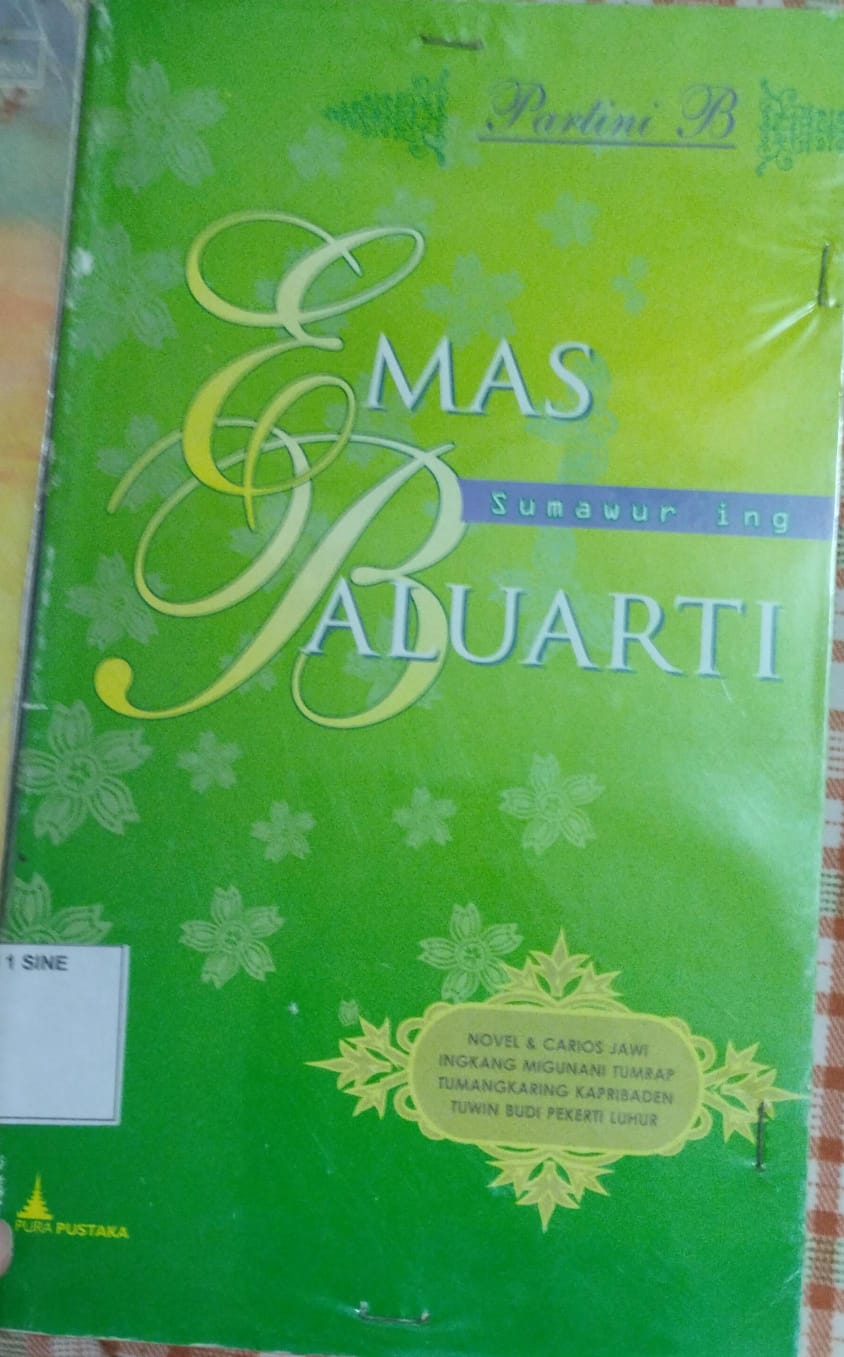 Partini B
EMAS
Sumawur ing
BALUARTI
NOVEL & CARIOS JAWI
INGKANG MIGUNANI TUMRAP
TUMANGKARING KAPRIBADEN
TUWIN BUDI PEKERTI LUHUR
1 SINE
PURA PUSTAKA